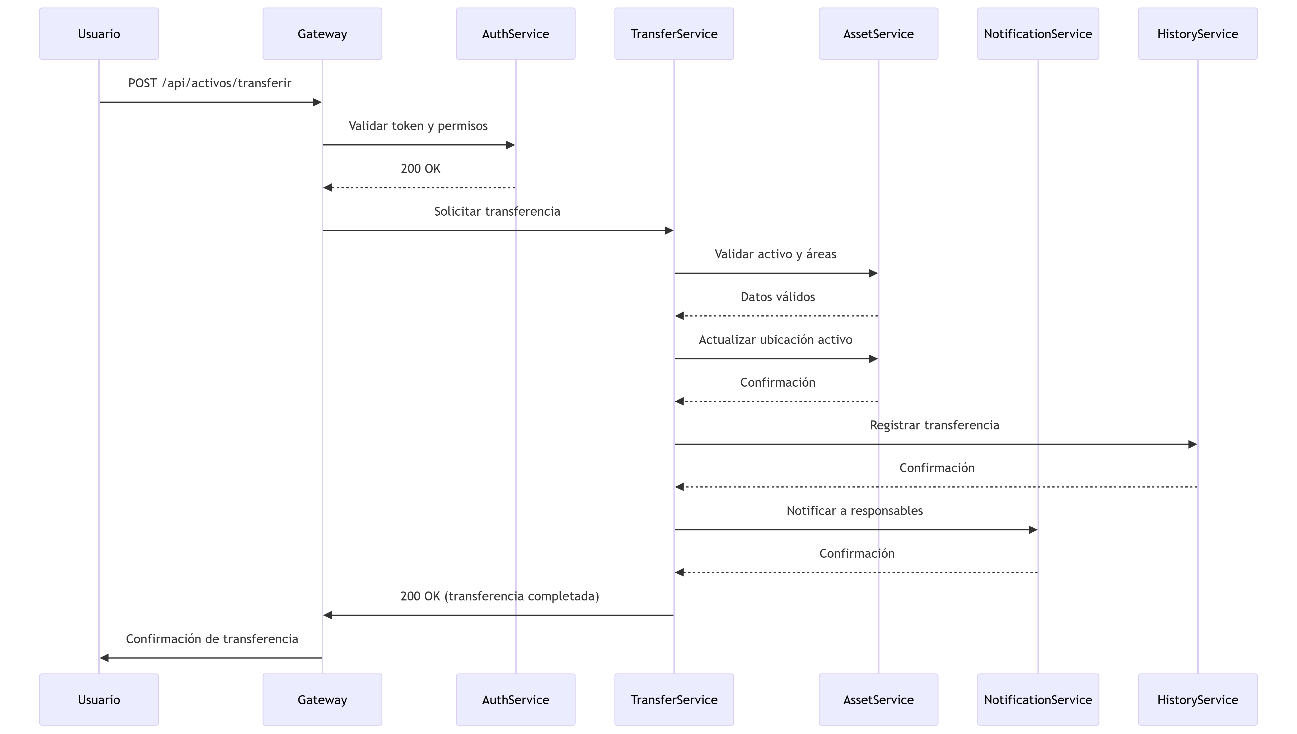 Usuario
Gateway
AuthService
TransferService
AssetService
NotificationService
HistoryService
POST /api/activos/transferir
Validar token y permisos
200 OK
Solicitar transferencia
Validar activo y áreas
Datos válidos
Actualizar ubicación activo
Confirmación
Registrar transferencia
Confirmación
Notificar a responsables
Confirmación
200 OK (transferencia completada)
Confirmación de transferencia
Usuario
Gateway
AuthService
TransferService
AssetService
NotificationService
HistoryService